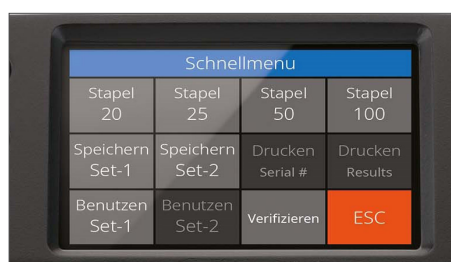 Schnellmenu
Stapel
20
Stapel
25
Stapel
50
Stapel
100
Speichern
Set-1
Speichern
Set-2
Drucken
Serial #
Drucken
Results
Benutzen
Set-1
Benutzen
Set-2
Verifizieren
ESC